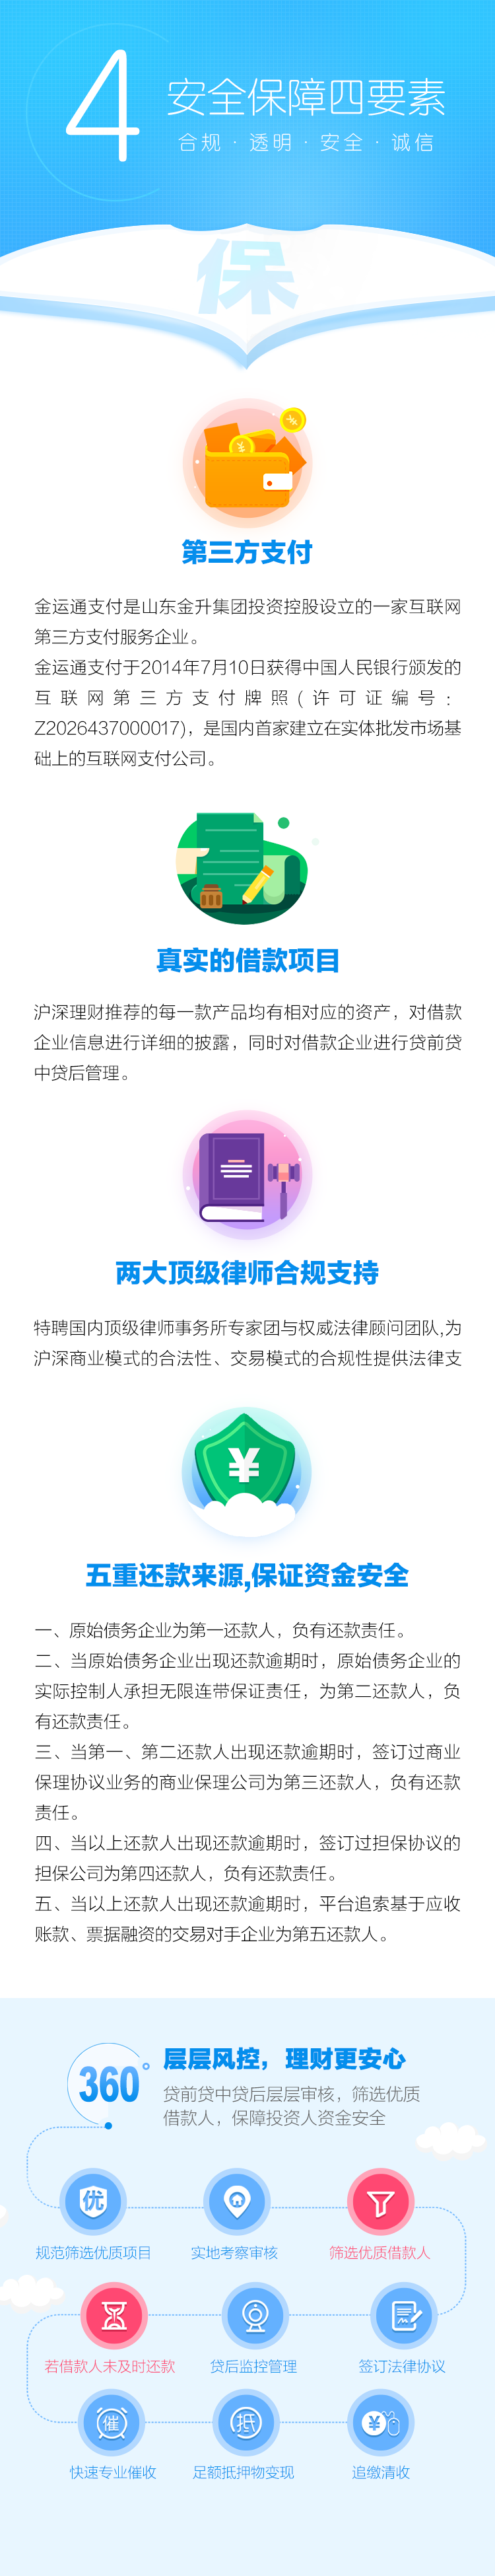 4
安全保障四要素
合规 · 透明 · 安全 · 诚信
保
第三方支付
金运通支付是山东金升集团投资控股设立的一家互联网
第三方支付服务企业。
金运通支付于2014年7月10日获得中国人民银行颁发的
互联网第三方支付牌照(许可证编号：
Z2026437000017)，是国内首家建立在实体批发市场基
础上的互联网支付公司。
真实的借款项目
沪深理财推荐的每一款产品均有相对应的资产，对借款
企业信息进行详细的披露，同时对借款企业进行贷前贷
中贷后管理。
两大顶级律师合规支持
特聘国内顶级律师事务所专家团与权威法律顾问团队,为
沪深商业模式的合法性、交易模式的合规性提供法律支
¥
五重还款来源,保证资金安全
一、原始债务企业为第一还款人，负有还款责任。
二、当原始债务企业出现还款逾期时，原始债务企业的
实际控制人承担无限连带保证责任，为第二还款人，负
有还款责任。
三、当第一、第二还款人出现还款逾期时，签订过商业
保理协议业务的商业保理公司为第三还款人，负有还款
责任。
四、当以上还款人出现还款逾期时，签订过担保协议的
担保公司为第四还款人，负有还款责任。
五、当以上还款人出现还款逾期时，平台追索基于应收
账款、票据融资的交易对手企业为第五还款人。
360°
层层风控，理财更安心
贷前贷中贷后层层审核，筛选优质
借款人，保障投资人资金安全
优
规范筛选优质项目 实地考察审核 筛选优质借款人
若借款人未及时还款 贷后监控管理 签订法律协议
催 抵 ¥
快速专业催收 足额抵押物变现 追缴清收